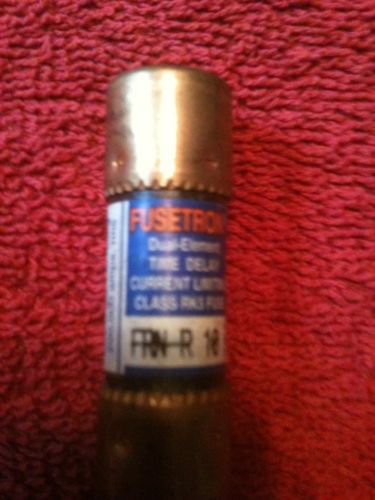 FUSETRON
Dual-Element
TIME DELAY
CURRENT LIMITING
CLASS RK5 FUSE
FRN-R 10